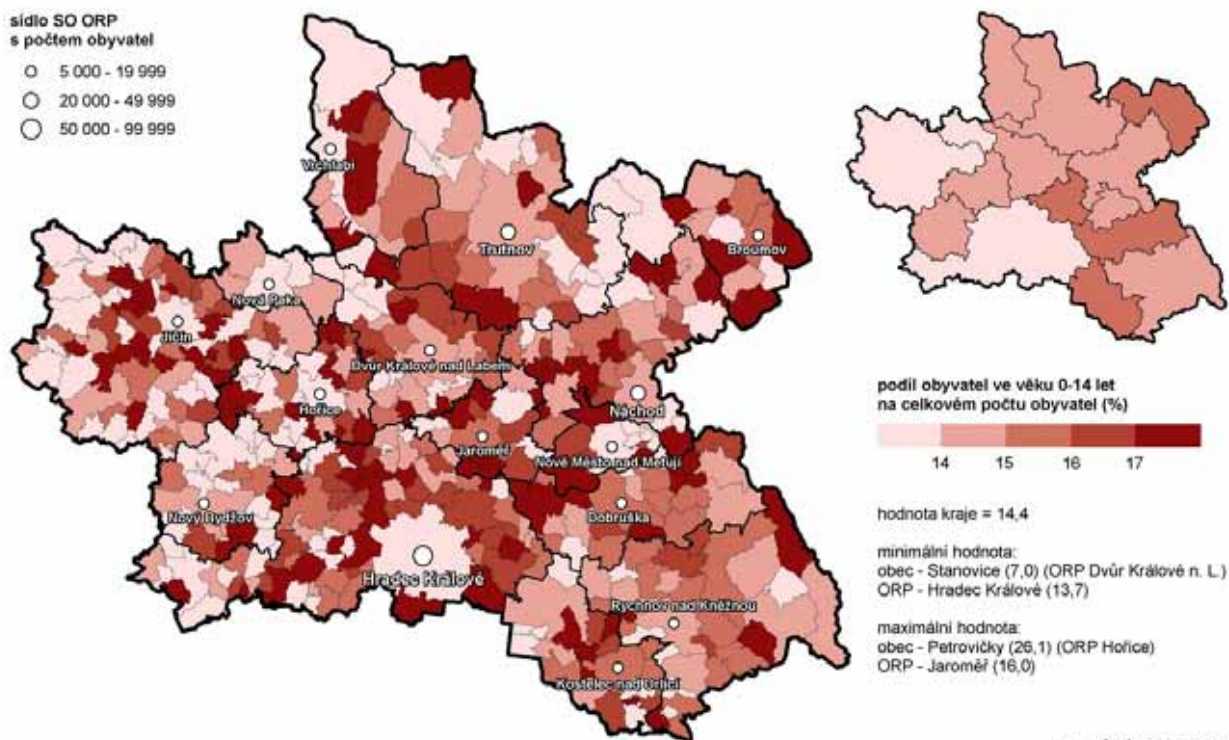 sídlo SO ORP
s počtem obyvatel
5 000 - 19 999
20 000 - 49 999
50 000 - 99 999
Vrchlabí
Trutnov
Broumov
Nová Paka
Jičín
Dvůr Králové nad Labem
Hořice
Náchod
Jaroměř
Nové Město nad Metují
Nový Bydžov
Dobruška
Hradec Králové
Rychnov nad Kněžnou
Kostelec nad Orlicí
podíl obyvatel ve věku 0-14 let
na celkovém počtu obyvatel (%)
14 15 16 17
hodnota kraje = 14,4
minimální hodnota:
obec - Stanovice (7,0) (ORP Dvůr Králové n. L.)
ORP - Hradec Králové (13,7)
maximální hodnota:
obec - Petrovičky (26,1) (ORP Hořice)
ORP - Jaroměř (16,0)